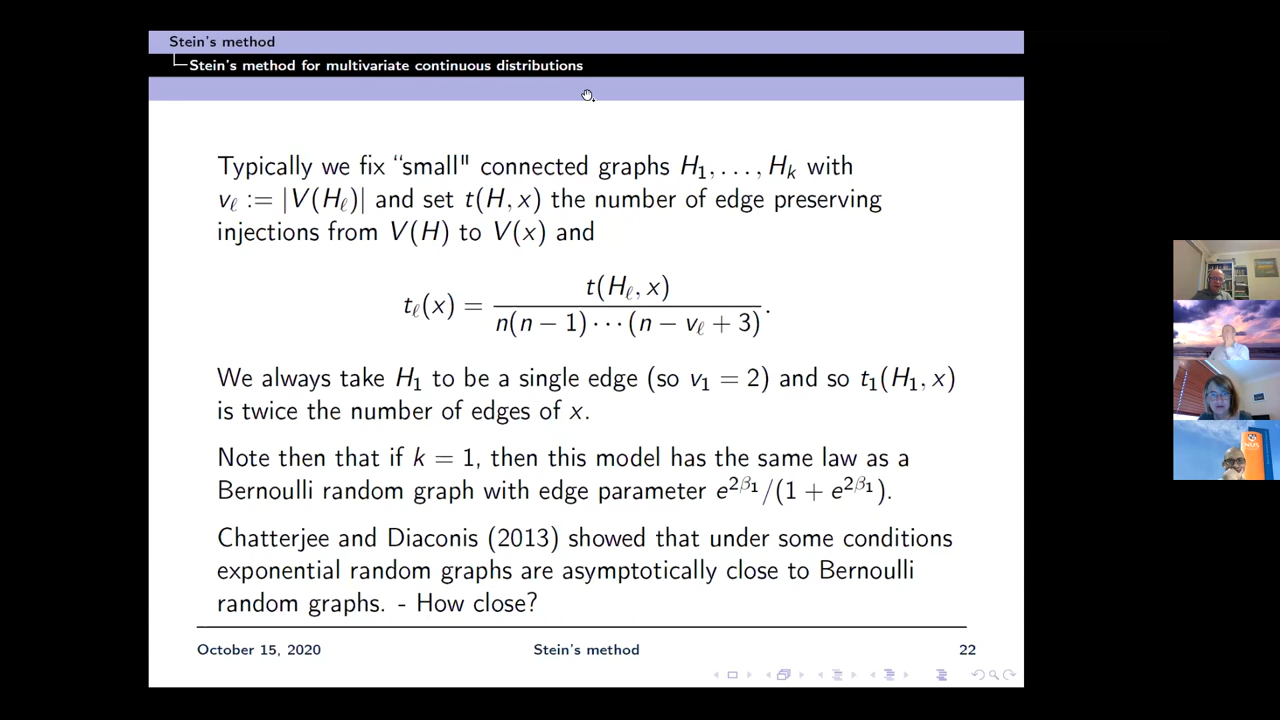 Stein's method
Stein's method for multivariate continuous distributions
Typically we fix "small" connected graphs H₁, . . . , Hₖ with
vℓ := |V(Hℓ)| and set t(H, x) the number of edge preserving
injections from V(H) to V(x) and
tℓ(x) = t(Hℓ, x) / n(n − 1) · · · (n − vℓ + 3) .
We always take H₁ to be a single edge (so v₁ = 2) and so t₁(H₁, x)
is twice the number of edges of x.
Note then that if k = 1, then this model has the same law as a
Bernoulli random graph with edge parameter e^{2β₁}/(1 + e^{2β₁}).
Chatterjee and Diaconis (2013) showed that under some conditions
exponential random graphs are asymptotically close to Bernoulli
random graphs. - How close?
October 15, 2020 Stein's method 22
NUS